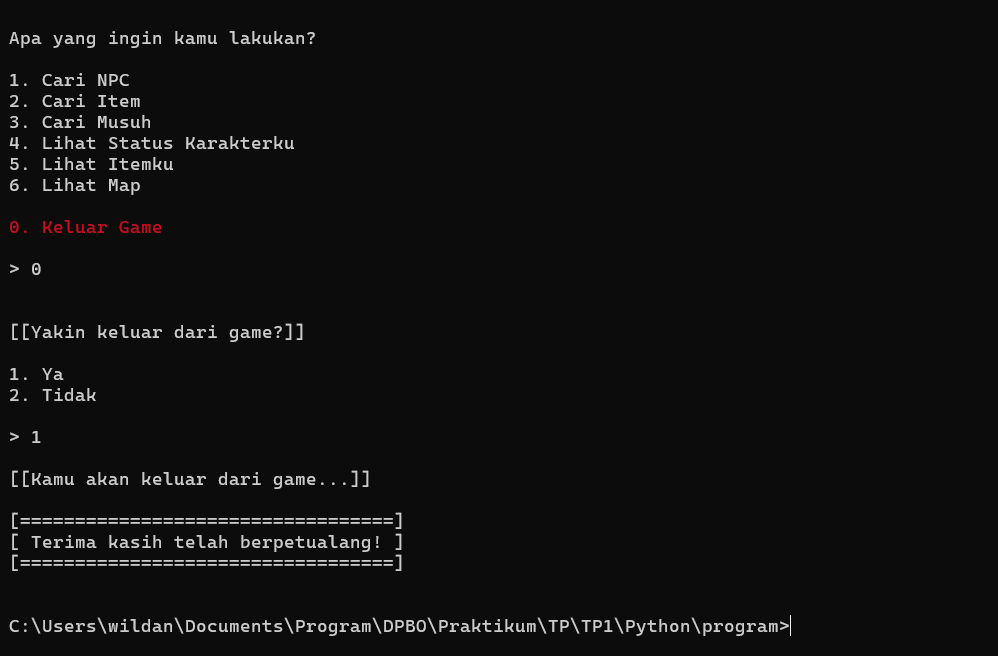 Apa yang ingin kamu lakukan?
1. Cari NPC
2. Cari Item
3. Cari Musuh
4. Lihat Status Karakterku
5. Lihat Itemku
6. Lihat Map
0. Keluar Game
> 0
[[Yakin keluar dari game?]]
1. Ya
2. Tidak
> 1
[[Kamu akan keluar dari game...]]
[==================================]
[ Terima kasih telah berpetualang! ]
[==================================]
C:\Users\wildan\Documents\Program\DPBO\Praktikum\TP\TP1\Python\program>